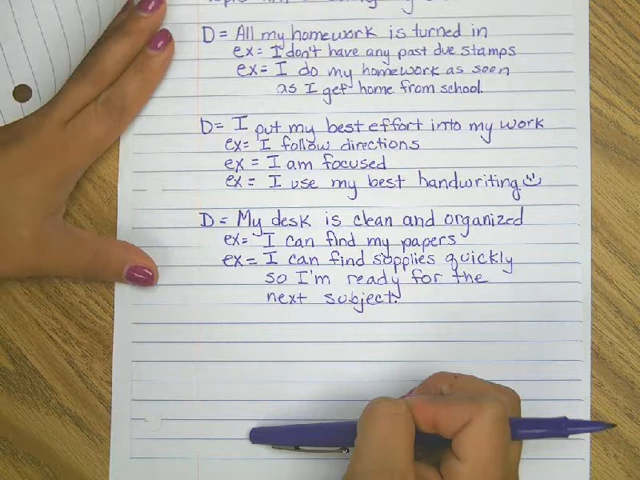 D = All my homework is turned in
ex = I don't have any past due stamps
ex = I do my homework as soon
as I get home from school.
D = I put my best effort into my work
ex = I follow directions
ex = I am focused
ex = I use my best handwriting
D = My desk is clean and organized
ex = I can find my papers
ex = I can find sopplies quickly
so I'm ready for the
next subject.